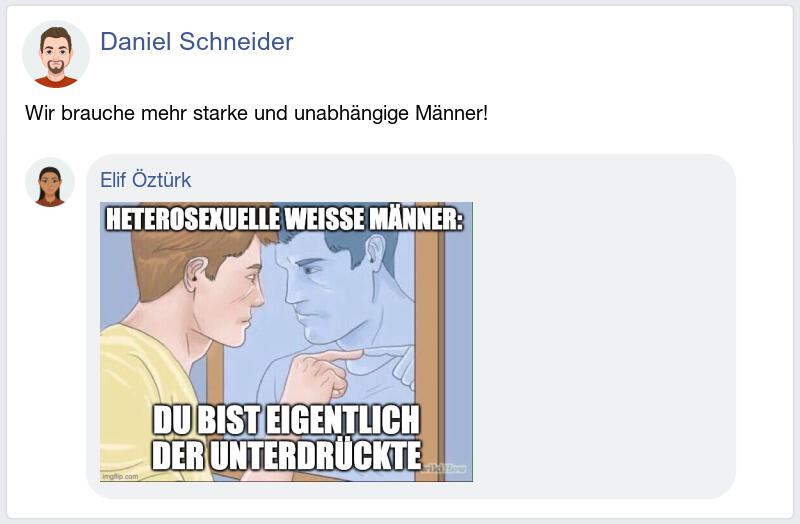 Daniel Schneider
Wir brauche mehr starke und unabhängige Männer!
Elif Öztürk
HETEROSEXUELLE WEISSE MÄNNER:
DU BIST EIGENTLICH
DER UNTERDRÜCKTE
wikiHow
imgflip.com